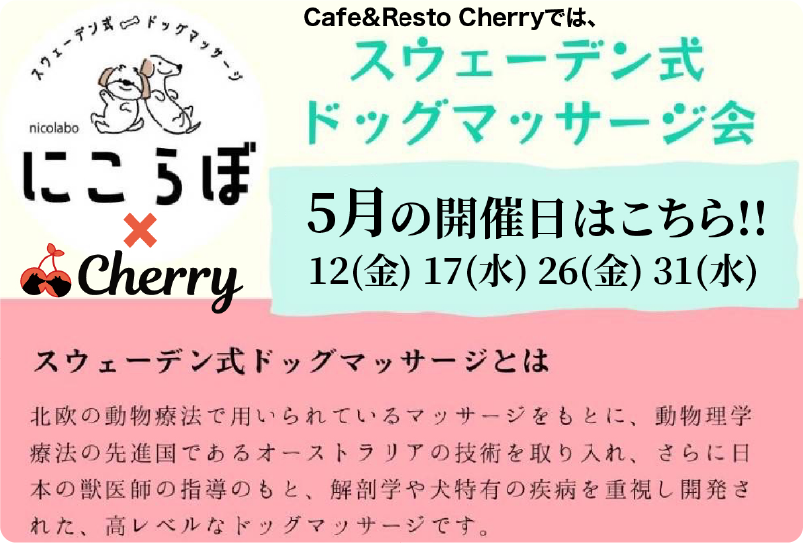 Cafe&Resto Cherryでは、
スウェーデン式
ドッグマッサージ会
スウェーデン式 ドッグマッサージ
nicolabo
にこらぼ
×
Cherry
5月の開催日はこちら!!
12(金) 17(水) 26(金) 31(水)
スウェーデン式ドッグマッサージとは
北欧の動物療法で用いられているマッサージをもとに、動物理学
療法の先進国であるオーストラリアの技術を取り入れ、さらに日
本の獣医師の指導のもと、解剖学や犬特有の疾病を重視し開発さ
れた、高レベルなドッグマッサージです。